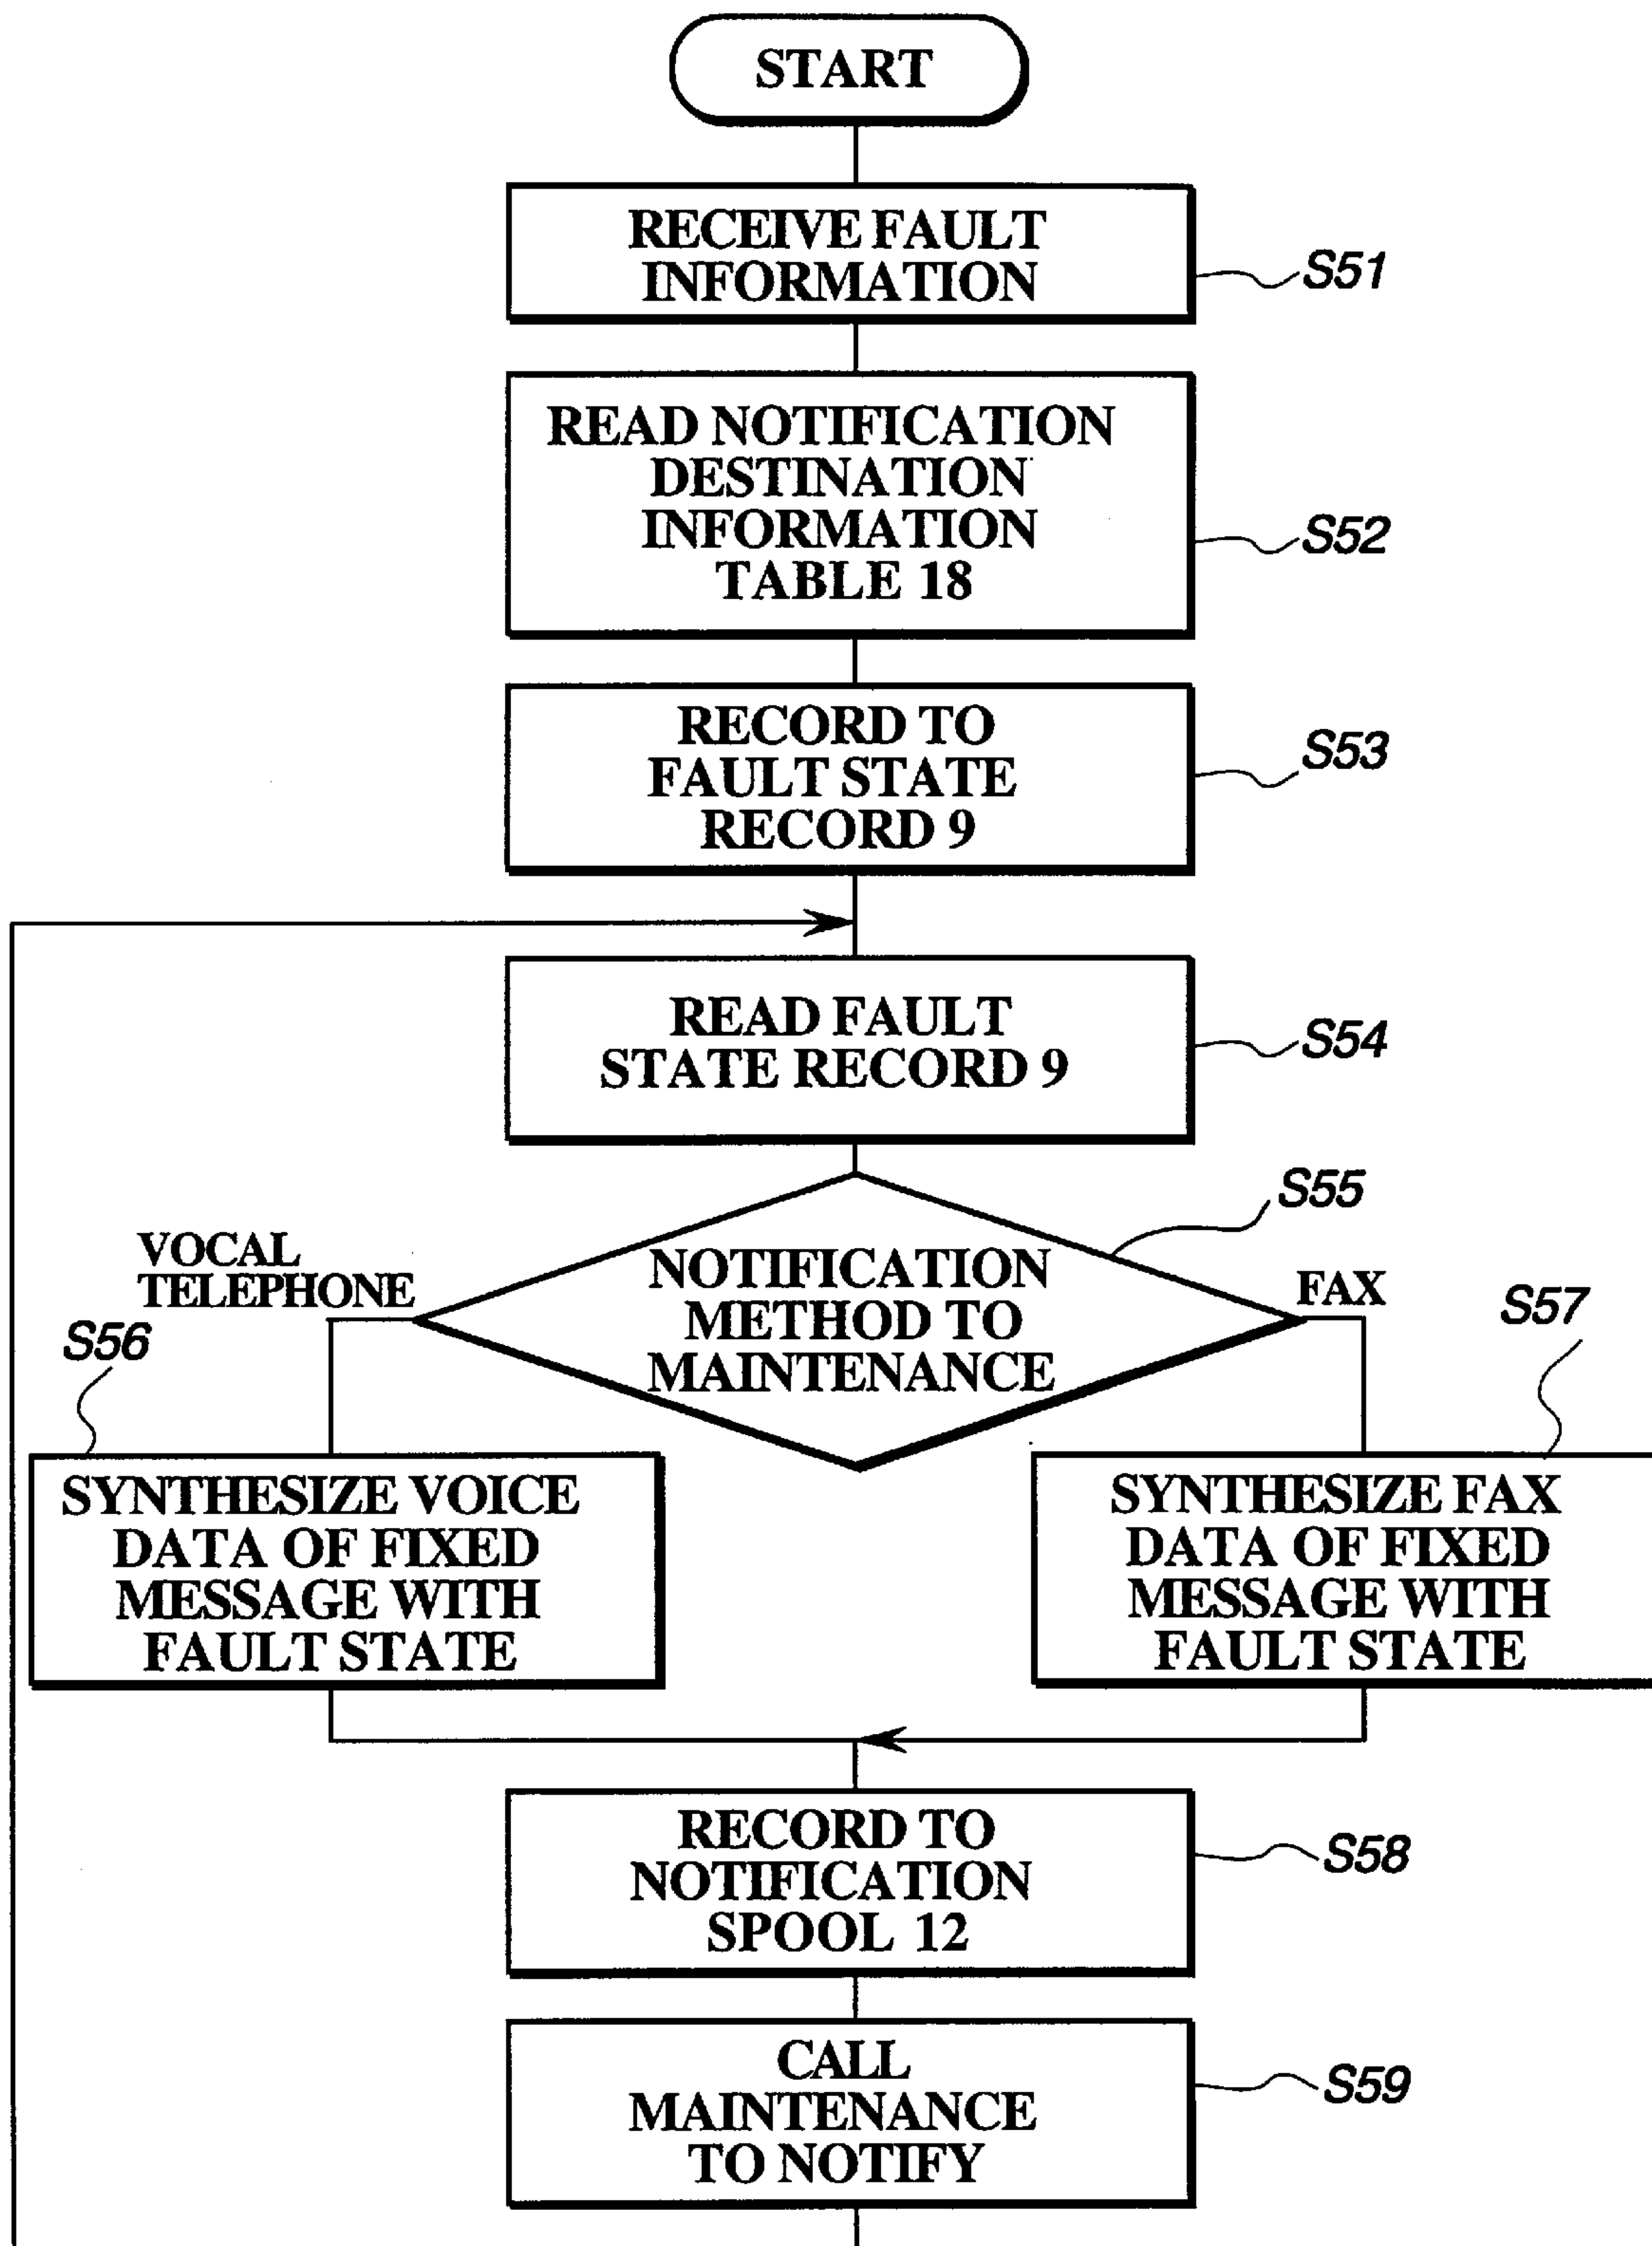 START
RECEIVE FAULT
INFORMATION
S51
READ NOTIFICATION
DESTINATION
INFORMATION
TABLE 18
S52
RECORD TO
FAULT STATE
RECORD 9
S53
READ FAULT
STATE RECORD 9
S54
S55
NOTIFICATION
METHOD TO
MAINTENANCE
VOCAL
TELEPHONE
FAX
S56
SYNTHESIZE VOICE
DATA OF FIXED
MESSAGE WITH
FAULT STATE
S57
SYNTHESIZE FAX
DATA OF FIXED
MESSAGE WITH
FAULT STATE
RECORD TO
NOTIFICATION
SPOOL 12
S58
CALL
MAINTENANCE
TO NOTIFY
S59